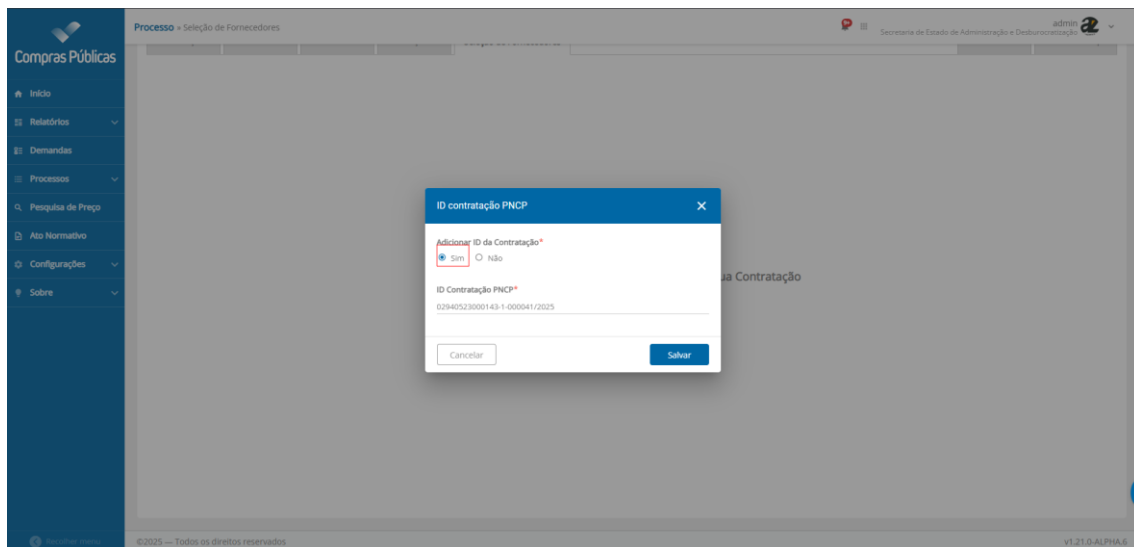 Compras Públicas
Início
Relatórios
Demandas
Processos
Pesquisa de Preço
Ato Normativo
Configurações
Sobre
Recolher menu
Processo » Seleção de Fornecedores
admin
Secretaria de Estado de Administração e Desburocratização
ID contratação PNCP
Adicionar ID da Contratação*
Sim Não
ID Contratação PNCP*
02940523000143-1-000041/2025
Cancelar Salvar
ua Contratação
©2025 — Todos os direitos reservados
v1.21.0-ALPHA.6